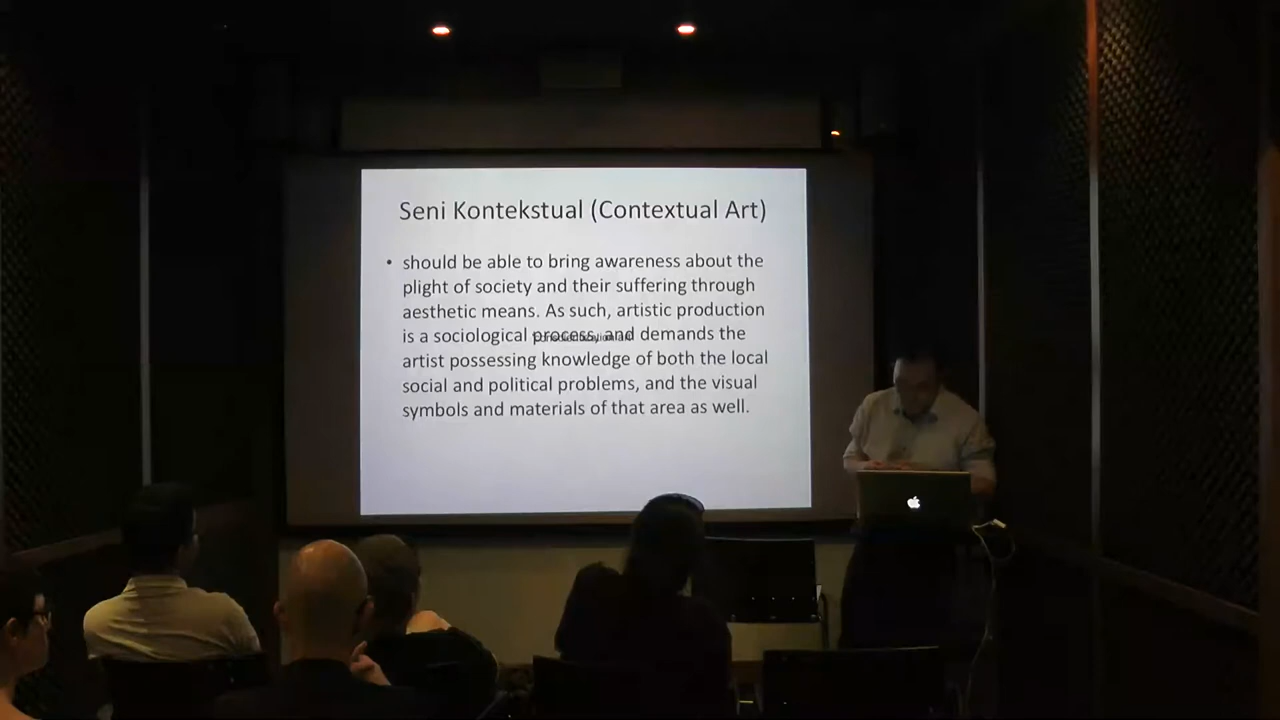 Seni Kontekstual (Contextual Art)
• should be able to bring awareness about the
plight of society and their suffering through
aesthetic means. As such, artistic production
is a sociological process, and demands the
artist possessing knowledge of both the local
social and political problems, and the visual
symbols and materials of that area as well.